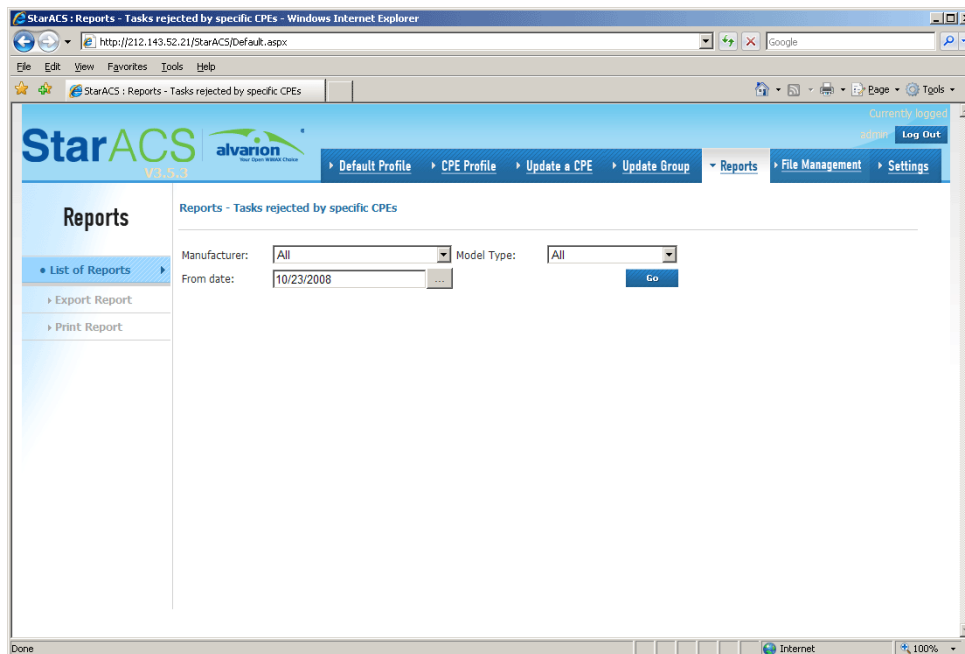 StarACS : Reports - Tasks rejected by specific CPEs - Windows Internet Explorer
http://212.143.52.21/StarACS/Default.aspx
Google
File Edit View Favorites Tools Help
StarACS : Reports - Tasks rejected by specific CPEs
Page Tools
Currently logged
admin Log Out
StarACS alvarion
Your Open WiMAX Choice
V3.5.3
Default Profile CPE Profile Update a CPE Update Group Reports File Management Settings
Reports
Reports - Tasks rejected by specific CPEs
Manufacturer: All Model Type: All
List of Reports
From date: 10/23/2008 ... Go
Export Report
Print Report
Done Internet 100%